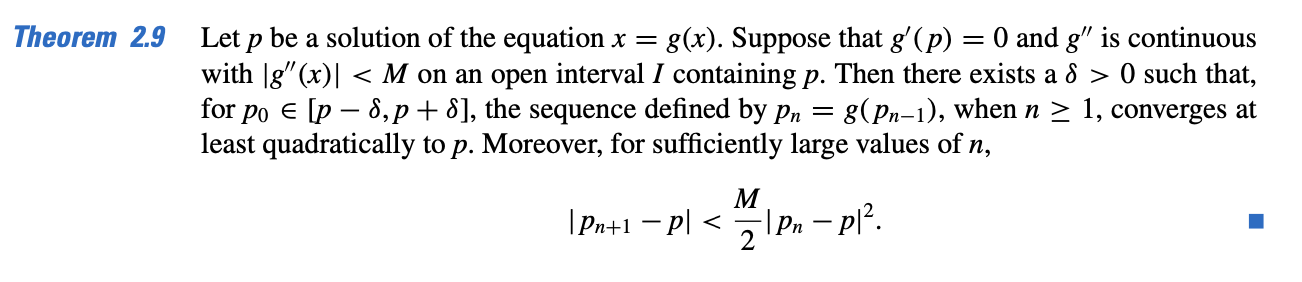 Theorem 2.9 Let p be a solution of the equation x = g(x). Suppose that g′(p) = 0 and g″ is continuous
with |g″(x)| < M on an open interval I containing p. Then there exists a δ > 0 such that,
for p₀ ∈ [p − δ, p + δ], the sequence defined by pₙ = g(pₙ₋₁), when n ≥ 1, converges at
least quadratically to p. Moreover, for sufficiently large values of n,
|pₙ₊₁ − p| < M/2 |pₙ − p|². ■